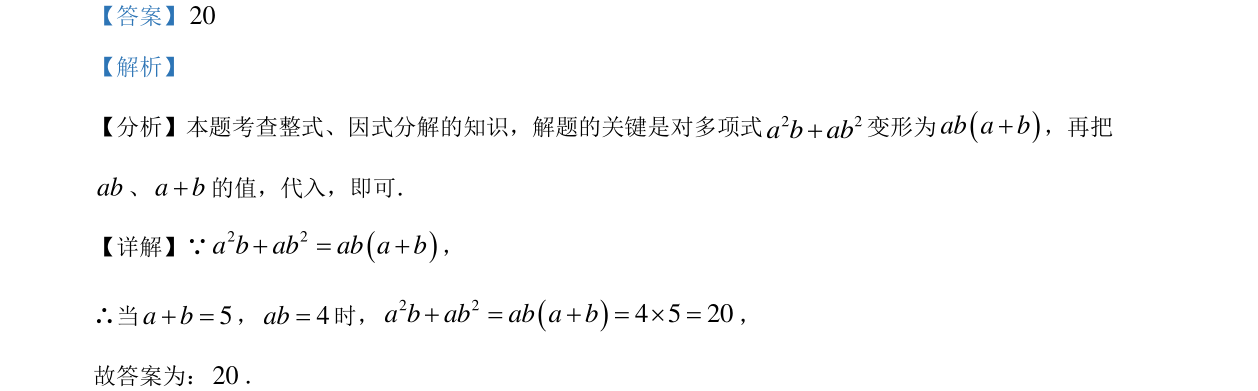 【答案】20
【解析】
【分析】本题考查整式、因式分解的知识，解题的关键是对多项式a²b+ab²变形为ab(a+b)，再把
ab、a+b的值，代入，即可．
【详解】∵a²b+ab²=ab(a+b)，
∴当a+b=5，ab=4时，a²b+ab²=ab(a+b)=4×5=20，
故答案为：20．